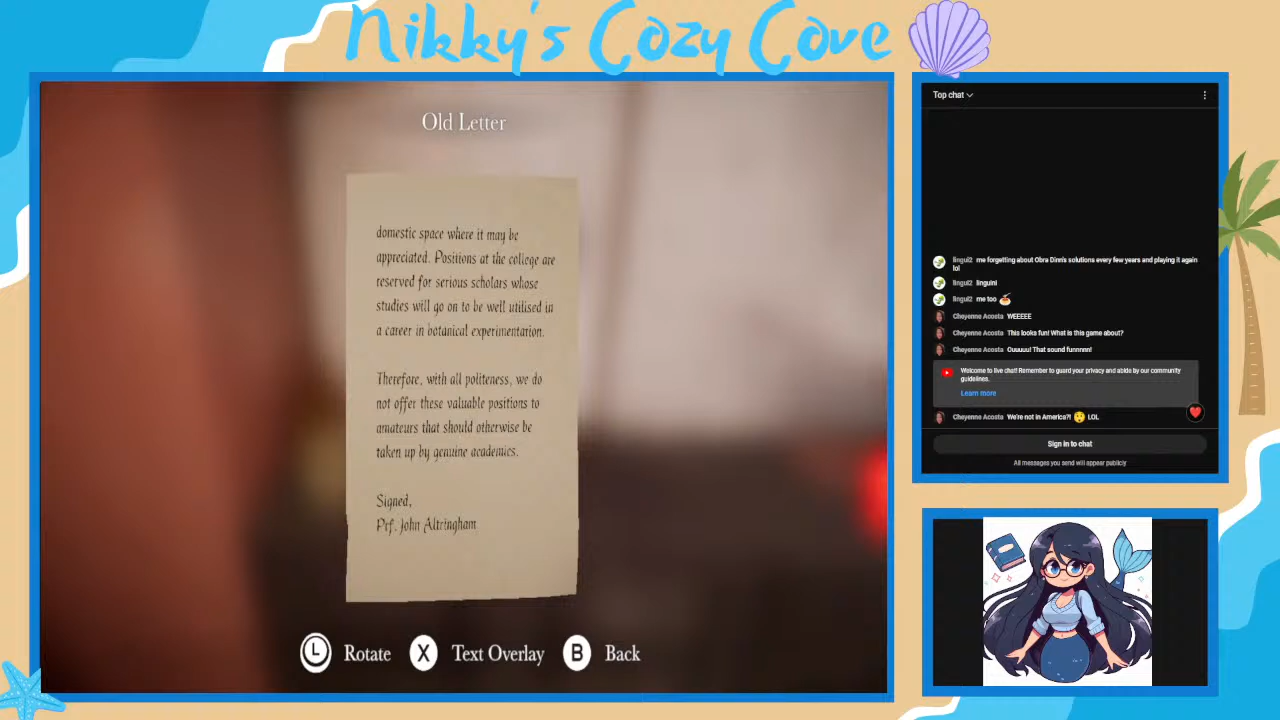 Nikky's Cozy Cove
Old Letter
domestic space where it may be
appreciated. Positions at the college are
reserved for serious scholars whose
studies will go on to be well utilised in
a career in botanical experimentation.
Therefore, with all politeness, we do
not offer these valuable positions to
amateurs that should otherwise be
taken up by genuine academics.
Signed,
Prf. John Altringham
L Rotate X Text Overlay B Back
Top chat
lingui2 me forgetting about Obra Dinn's solutions every few years and playing it again
lol
lingui2 linguini
lingui2 me too
Cheyenne Acosta WEEEEE
Cheyenne Acosta This looks fun! What is this game about?
Cheyenne Acosta Ouuuuu! That sound funnnnn!
Welcome to live chat! Remember to guard your privacy and abide by our community
guidelines.
Learn more
Cheyenne Acosta We're not in America?! LOL
Sign in to chat
All messages you send will appear publicly